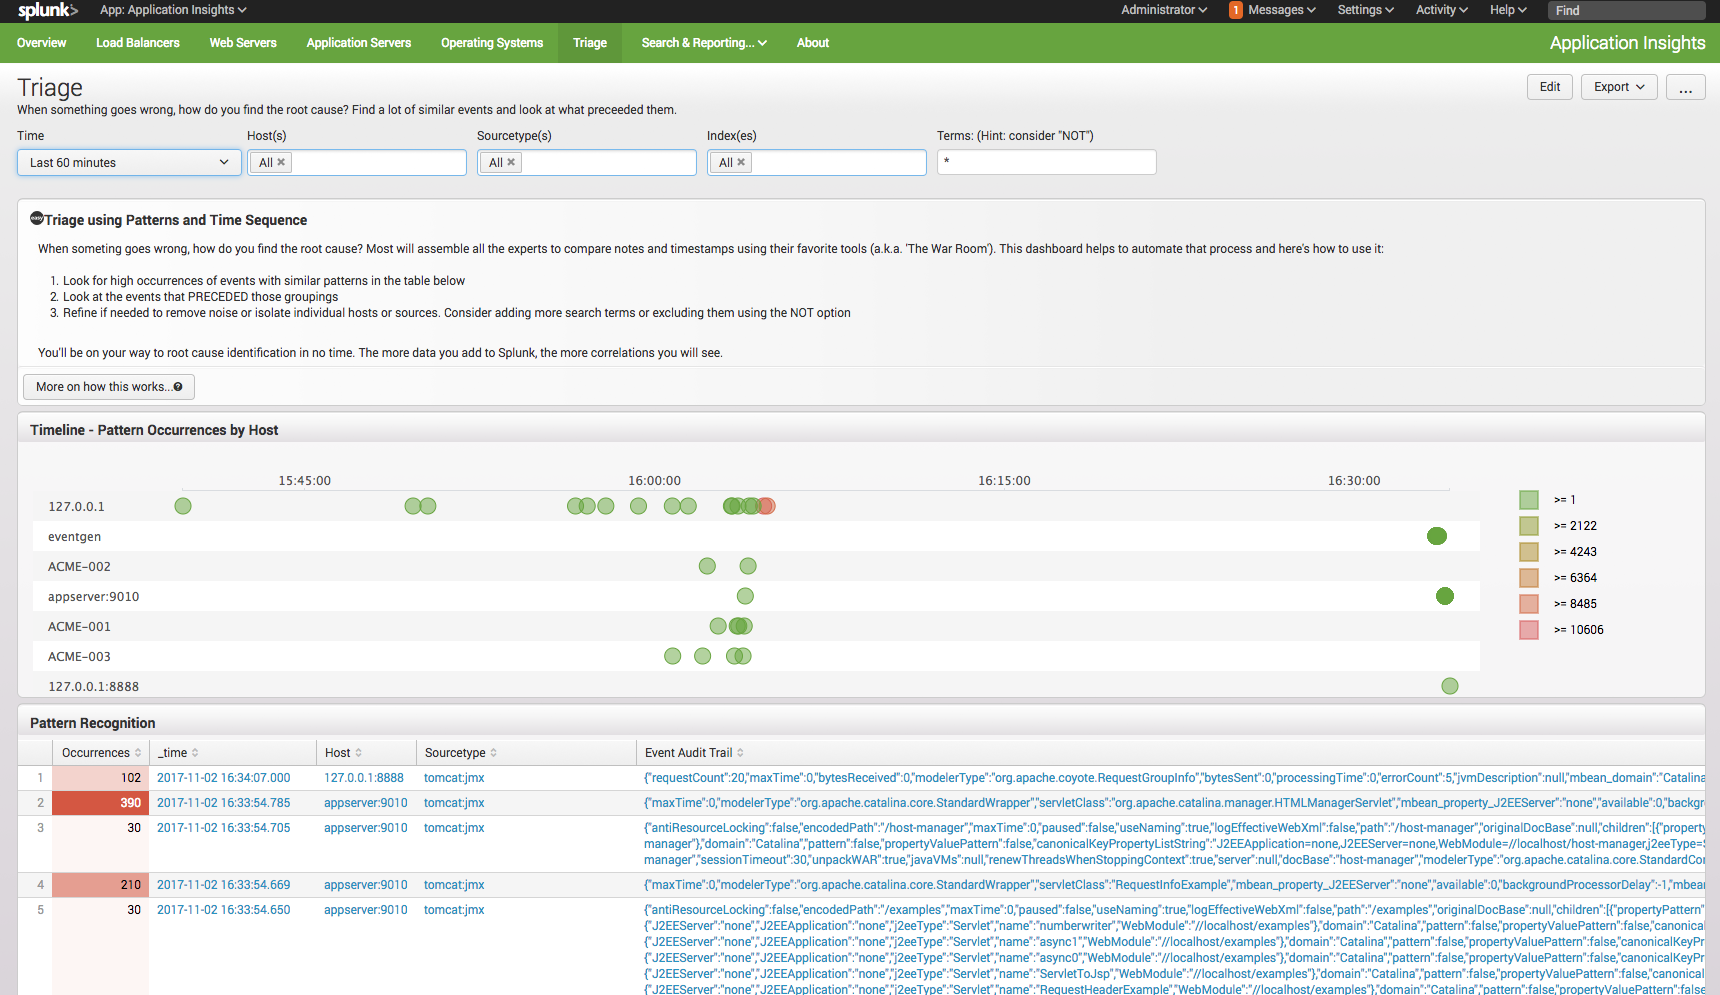 splunk> App: Application Insights Administrator 1 Messages Settings Activity Help Find
Overview Load Balancers Web Servers Application Servers Operating Systems Triage Search & Reporting... About Application Insights
Triage Edit Export ...
When something goes wrong, how do you find the root cause? Find a lot of similar events and look at what preceeded them.
Time Host(s) Sourcetype(s) Index(es) Terms: (Hint: consider "NOT")
Last 60 minutes All All All *
easy Triage using Patterns and Time Sequence
When someting goes wrong, how do you find the root cause? Most will assemble all the experts to compare notes and timestamps using their favorite tools (a.k.a. 'The War Room'). This dashboard helps to automate that process and here's how to use it:
1. Look for high occurrences of events with similar patterns in the table below
2. Look at the events that PRECEDED those groupings
3. Refine if needed to remove noise or isolate individual hosts or sources. Consider adding more search terms or excluding them using the NOT option
You'll be on your way to root cause identification in no time. The more data you add to Splunk, the more correlations you will see.
More on how this works...?
Timeline - Pattern Occurrences by Host
15:45:00 16:00:00 16:15:00 16:30:00
127.0.0.1
eventgen
ACME-002
appserver:9010
ACME-001
ACME-003
127.0.0.1:8888
>= 1
>= 2122
>= 4243
>= 6364
>= 8485
>= 10606
Pattern Recognition
Occurrences _time Host Sourcetype Event Audit Trail
1 102 2017-11-02 16:34:07.000 127.0.0.1:8888 tomcat:jmx {"requestCount":20,"maxTime":0,"bytesReceived":0,"modelerType":"org.apache.coyote.RequestGroupInfo","bytesSent":0,"processingTime":0,"errorCount":5,"jvmDescription":null,"mbean_domain":"Catalina
2 390 2017-11-02 16:33:54.785 appserver:9010 tomcat:jmx {"maxTime":0,"modelerType":"org.apache.catalina.core.StandardWrapper","servletClass":"org.apache.catalina.manager.HTMLManagerServlet","mbean_property_J2EEServer":"none","available":0,"backgr
3 30 2017-11-02 16:33:54.705 appserver:9010 tomcat:jmx {"antiResourceLocking":false,"encodedPath":"/host-manager","maxTime":0,"paused":false,"useNaming":true,"logEffectiveWebXml":false,"path":"/host-manager","originalDocBase":null,"children":[{"property
manager"},"domain":"Catalina","pattern":false,"propertyValuePattern":false,"canonicalKeyPropertyListString":"J2EEApplication=none,J2EEServer=none,WebModule=//localhost/host-manager,j2eeType=S
manager","sessionTimeout":30,"unpackWAR":true,"javaVMs":null,"renewThreadsWhenStoppingContext":true,"server":null,"docBase":"host-manager","modelerType":"org.apache.catalina.core.StandardCor
4 210 2017-11-02 16:33:54.669 appserver:9010 tomcat:jmx {"maxTime":0,"modelerType":"org.apache.catalina.core.StandardWrapper","servletClass":"RequestInfoExample","mbean_property_J2EEServer":"none","available":0,"backgroundProcessorDelay":-1,"mbear
5 30 2017-11-02 16:33:54.650 appserver:9010 tomcat:jmx {"antiResourceLocking":false,"encodedPath":"/examples","maxTime":0,"paused":false,"useNaming":true,"logEffectiveWebXml":false,"path":"/examples","originalDocBase":null,"children":[{"propertyPattern"
{"J2EEServer":"none","J2EEApplication":"none","j2eeType":"Servlet","name":"numberwriter","WebModule":"//localhost/examples"},"domain":"Catalina","pattern":false,"propertyValuePattern":false,"canonical
{"J2EEServer":"none","J2EEApplication":"none","j2eeType":"Servlet","name":"async1","WebModule":"//localhost/examples"},"domain":"Catalina","pattern":false,"propertyValuePattern":false,"canonicalKeyPr
{"J2EEServer":"none","J2EEApplication":"none","j2eeType":"Servlet","name":"async0","WebModule":"//localhost/examples"},"domain":"Catalina","pattern":false,"propertyValuePattern":false,"canonicalKeyPr
{"J2EEServer":"none","J2EEApplication":"none","j2eeType":"Servlet","name":"ServletToJsp","WebModule":"//localhost/examples"},"domain":"Catalina","pattern":false,"propertyValuePattern":false,"canonical
{"J2EEServer":"none","J2EEApplication":"none","j2eeType":"Servlet","name":"RequestHeaderExample","WebModule":"//localhost/examples"},"domain":"Catalina","pattern":false,"propertyValuePattern":false